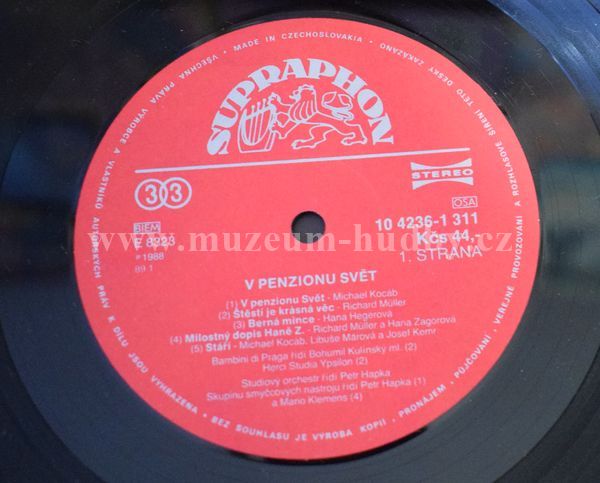 VŠECHNA PRÁVA VÝROBCE A VLASTNÍKŮ AUTORSKÝCH PRÁV K DÍLU JSOU VYHRAZENA • BEZ SOUHLASU JE VÝROBA KOPIÍ, PRONÁJEM, PŮJČOVÁNÍ, VEŘEJNÉ PROVOZOVÁNÍ A ROZHLASOVÉ ŠÍŘENÍ TÉTO DESKY ZAKÁZÁNO • MADE IN CZECHOSLOVAKIA •
SUPRAPHON
33
STEREO
BIEM
OSA
E 8323
10 4236-1 311
www.muzeum-hudby.cz
℗ 1988
Kčs 44,-
89 1
1. STRANA
V PENZIONU SVĚT
(1) V penzionu Svět - Michael Kocáb
(2) Štěstí je krásná věc - Richard Müller
(3) Berná mince - Hana Hegerová
(4) Milostný dopis Haně Z. - Richard Müller a Hana Zagorová
(5) Stáří - Michael Kocáb, Libuše Márová a Josef Kemr
Bambini di Praga řídí Bohumil Kulínský ml. (2)
Herci Studia Ypsilon (2)
Studiový orchestr řídí Petr Hapka
Skupinu smyčcových nástrojů řídí Petr Hapka (1)
a Mario Klemens (4)